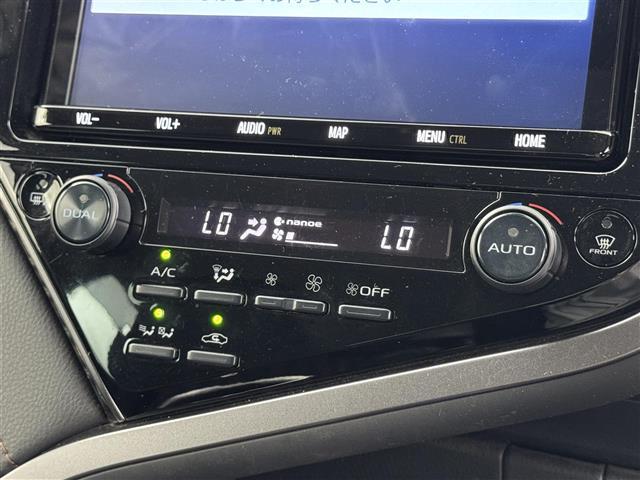 VOL-
VOL+
AUDIO PWR
MAP
MENU CTRL
HOME
DUAL
LO
nanoe
LO
AUTO
FRONT
A/C
OFF